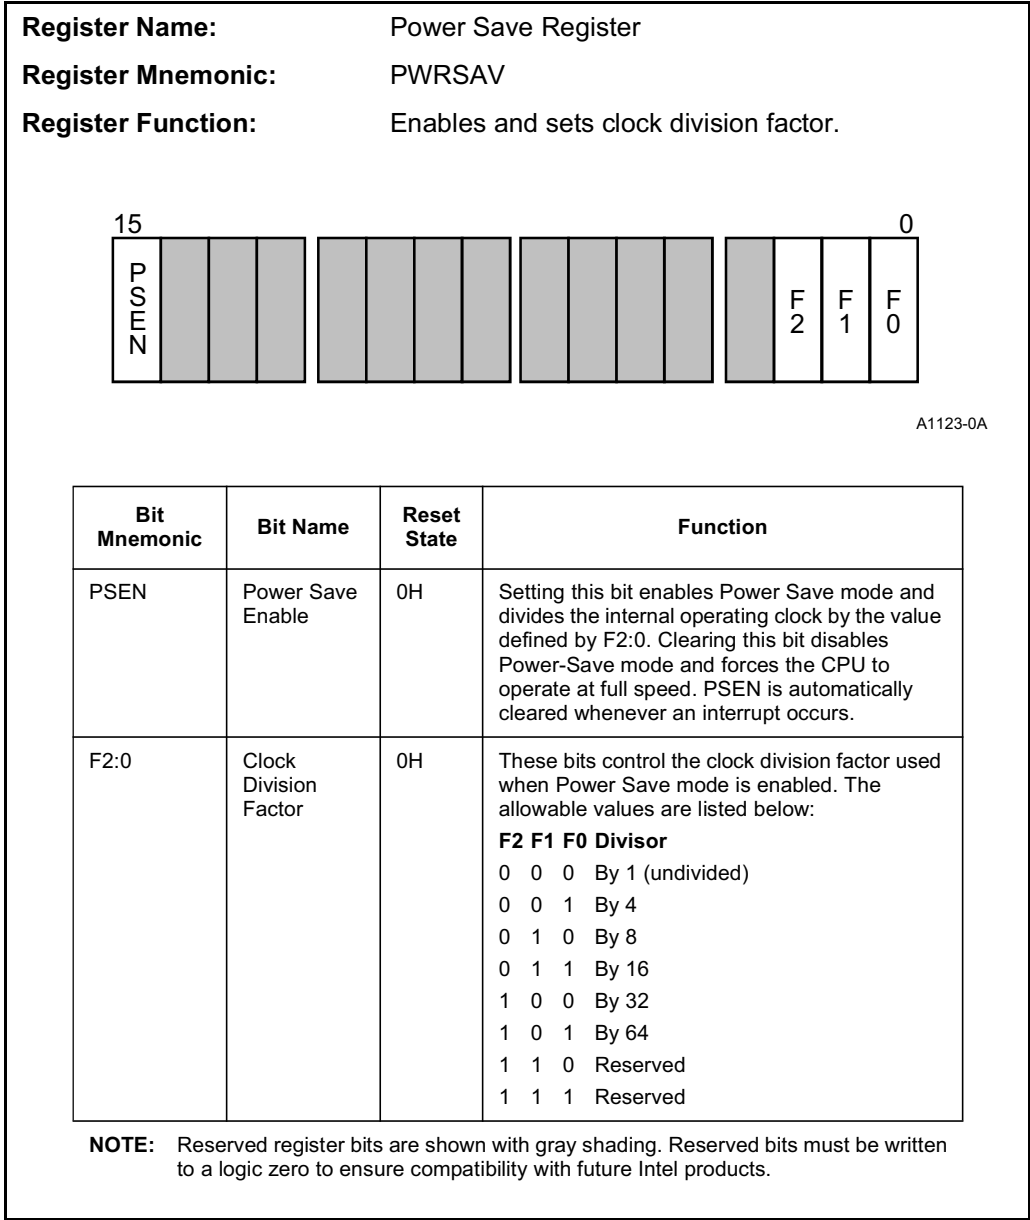 Register Name: Power Save Register
Register Mnemonic: PWRSAV
Register Function: Enables and sets clock division factor.
15 0
PSEN F2 F1 F0
A1123-0A
Bit Mnemonic Bit Name Reset State Function
PSEN Power Save Enable 0H Setting this bit enables Power Save mode and
divides the internal operating clock by the value
defined by F2:0. Clearing this bit disables
Power-Save mode and forces the CPU to
operate at full speed. PSEN is automatically
cleared whenever an interrupt occurs.
F2:0 Clock Division Factor 0H These bits control the clock division factor used
when Power Save mode is enabled. The
allowable values are listed below:
F2 F1 F0 Divisor
0 0 0 By 1 (undivided)
0 0 1 By 4
0 1 0 By 8
0 1 1 By 16
1 0 0 By 32
1 0 1 By 64
1 1 0 Reserved
1 1 1 Reserved
NOTE: Reserved register bits are shown with gray shading. Reserved bits must be written
to a logic zero to ensure compatibility with future Intel products.